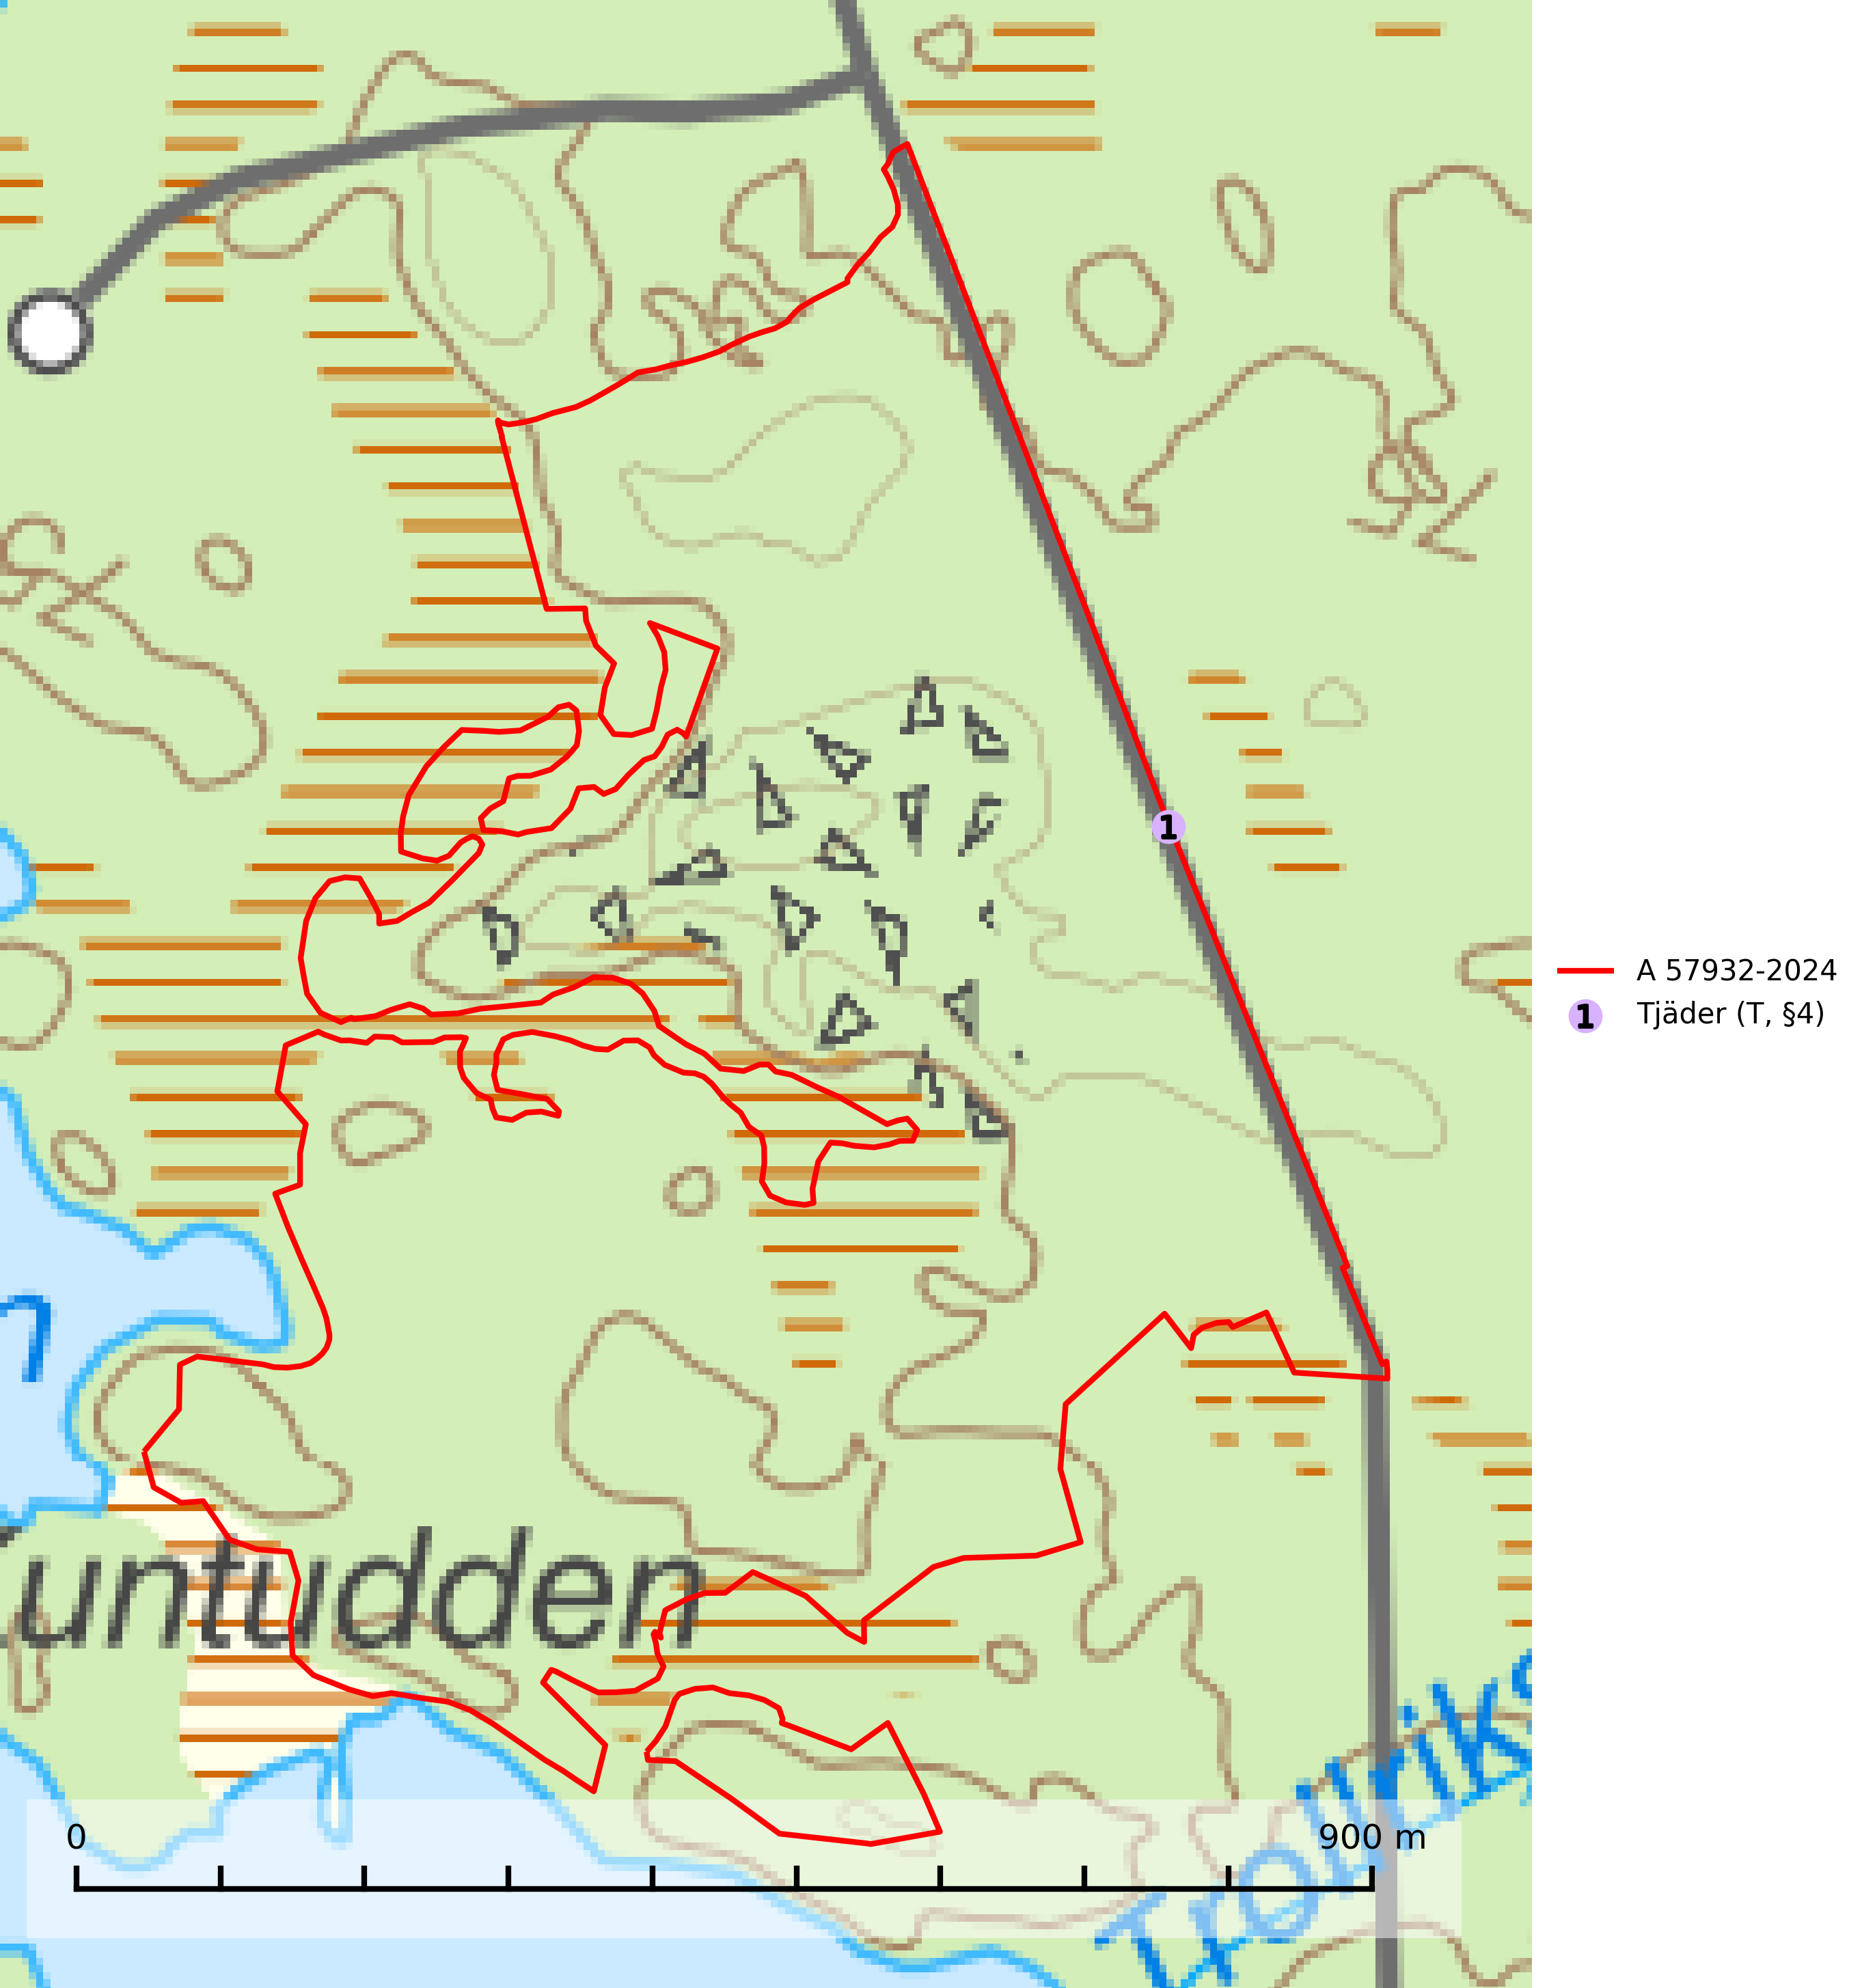 1
A 57932-2024
1 Tjäder (T, §4)
untudden
0
900 m